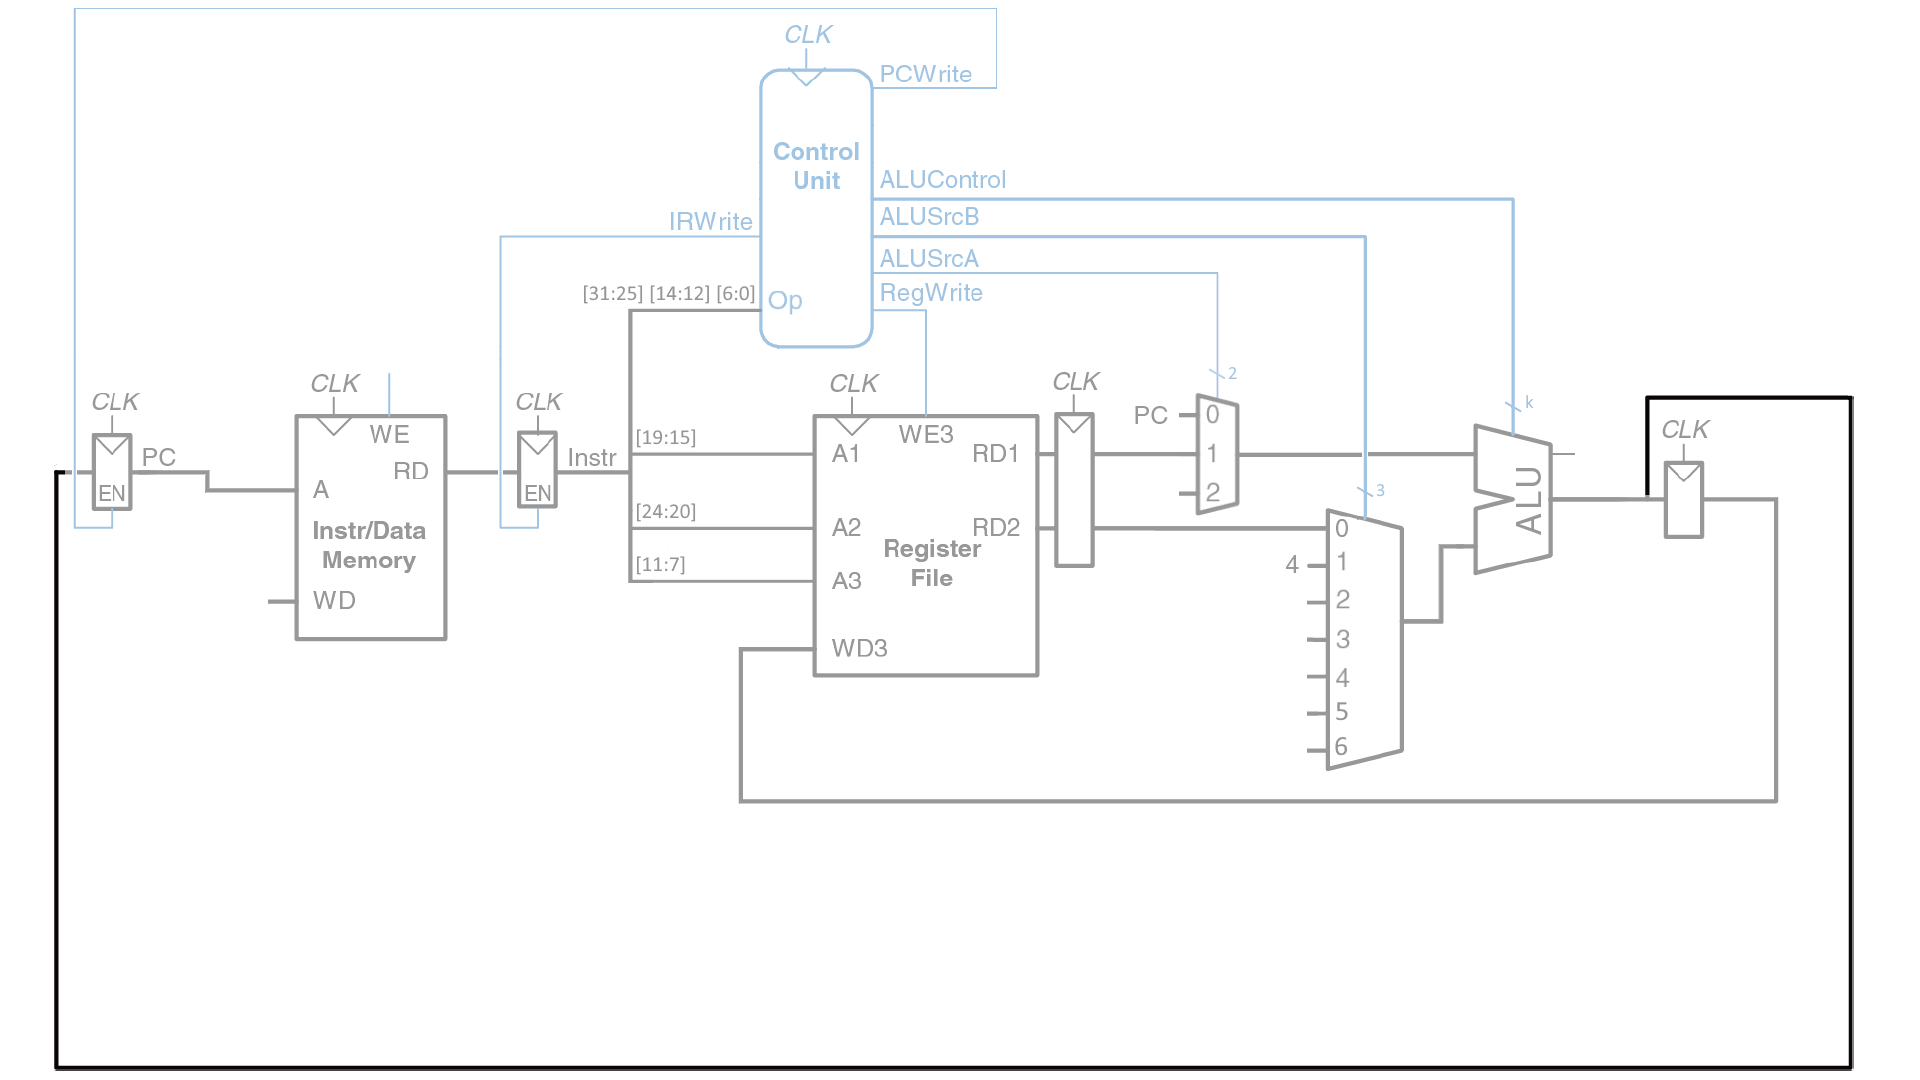 CLK
PCWrite
Control
Unit
ALUControl
ALUSrcB
IRWrite
ALUSrcA
RegWrite
[31:25] [14:12] [6:0]
Op
CLK
CLK
CLK
CLK
CLK
2
k
CLK
PC
WE
RD
A
Instr/Data
Memory
WD
EN
Instr
EN
[19:15]
[24:20]
[11:7]
WE3
A1
RD1
A2
RD2
Register
File
A3
WD3
PC
0
1
2
3
0
4
1
2
3
4
5
6
ALU